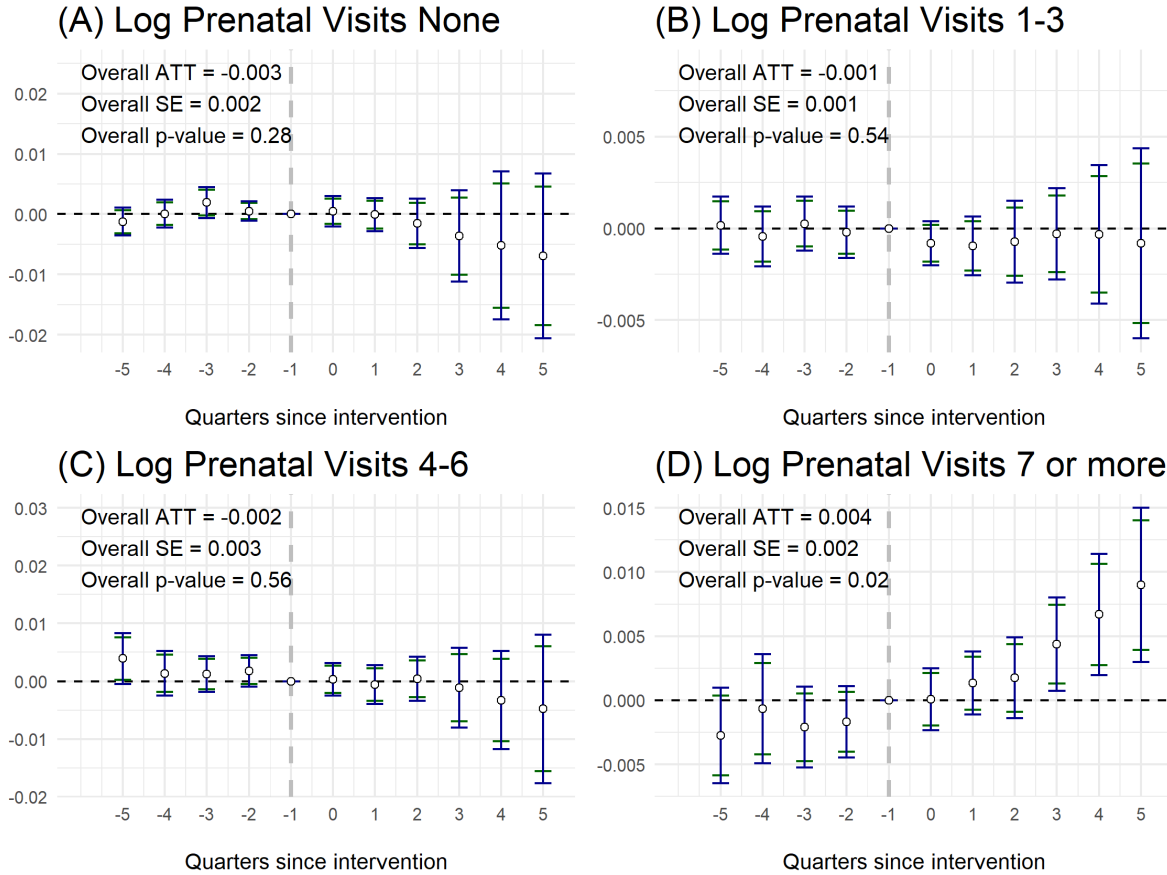 (A) Log Prenatal Visits None
Overall ATT = -0.003
Overall SE = 0.002
Overall p-value = 0.28
0.02
0.01
0.00
-0.01
-0.02
-5 -4 -3 -2 -1 0 1 2 3 4 5
Quarters since intervention
(B) Log Prenatal Visits 1-3
Overall ATT = -0.001
Overall SE = 0.001
Overall p-value = 0.54
0.005
0.000
-0.005
-5 -4 -3 -2 -1 0 1 2 3 4 5
Quarters since intervention
(C) Log Prenatal Visits 4-6
Overall ATT = -0.002
Overall SE = 0.003
Overall p-value = 0.56
0.03
0.02
0.01
0.00
-0.01
-0.02
-5 -4 -3 -2 -1 0 1 2 3 4 5
Quarters since intervention
(D) Log Prenatal Visits 7 or more
Overall ATT = 0.004
Overall SE = 0.002
Overall p-value = 0.02
0.015
0.010
0.005
0.000
-0.005
-5 -4 -3 -2 -1 0 1 2 3 4 5
Quarters since intervention